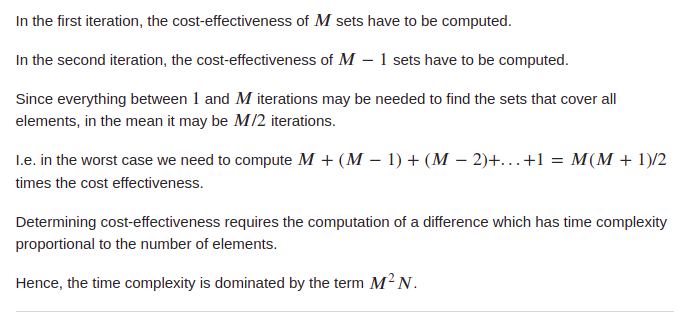 In the first iteration, the cost-effectiveness of M sets have to be computed.
In the second iteration, the cost-effectiveness of M − 1 sets have to be computed.
Since everything between 1 and M iterations may be needed to find the sets that cover all
elements, in the mean it may be M/2 iterations.
I.e. in the worst case we need to compute M + (M − 1) + (M − 2)+...+1 = M(M + 1)/2
times the cost effectiveness.
Determining cost-effectiveness requires the computation of a difference which has time complexity
proportional to the number of elements.
Hence, the time complexity is dominated by the term M²N.